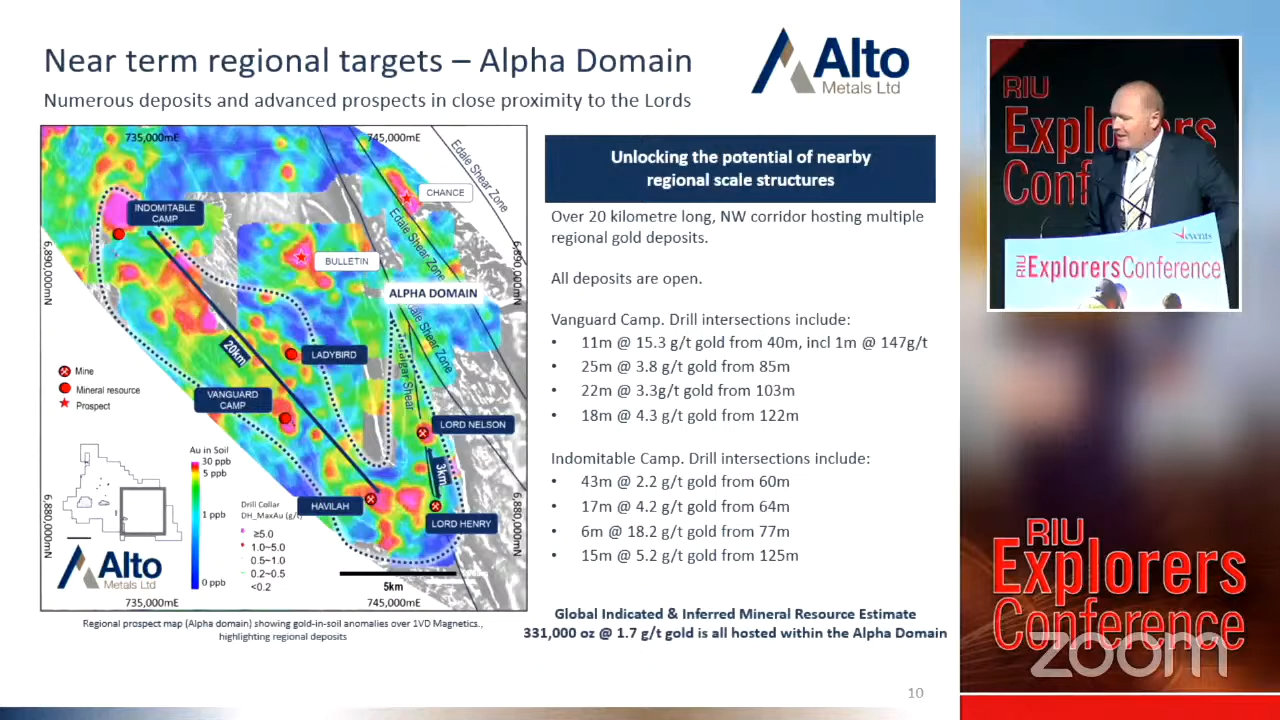 Near term regional targets – Alpha Domain
Numerous deposits and advanced prospects in close proximity to the Lords
Alto
Metals Ltd
735,000mE
745,000mE
Edale Shear Zone
CHANCE
INDOMITABLE
CAMP
Edale Shear Zone
6,890,000mN
6,890,000mN
BULLETIN
ALPHA DOMAIN
Edale Shear Zone
20km
LADYBIRD
Mine
Mineral resource
Prospect
VANGUARD
CAMP
Shear
LORD NELSON
3km
Au in Soil
30 ppb
5 ppb
1 ppb
0 ppb
Drill Collar
DH_MaxAu (g/t)
≥5.0
1.0~5.0
0.5~1.0
0.2~0.5
<0.2
HAVILAH
LORD HENRY
6,880,000mN
6,880,000mN
Alto
Metals Ltd
5km
735,000mE
745,000mE
Regional prospect map (Alpha domain) showing gold-in-soil anomalies over 1VD Magnetics.,
highlighting regional deposits
Unlocking the potential of nearby
regional scale structures
Over 20 kilometre long, NW corridor hosting multiple
regional gold deposits.
All deposits are open.
Vanguard Camp. Drill intersections include:
• 11m @ 15.3 g/t gold from 40m, incl 1m @ 147g/t
• 25m @ 3.8 g/t gold from 85m
• 22m @ 3.3g/t gold from 103m
• 18m @ 4.3 g/t gold from 122m
Indomitable Camp. Drill intersections include:
• 43m @ 2.2 g/t gold from 60m
• 17m @ 4.2 g/t gold from 64m
• 6m @ 18.2 g/t gold from 77m
• 15m @ 5.2 g/t gold from 125m
Global Indicated & Inferred Mineral Resource Estimate
331,000 oz @ 1.7 g/t gold is all hosted within the Alpha Domain
10
RIU
Explorers
Conf
events
RIU ExplorersConference
RIU
Explorers
Conference
zoom